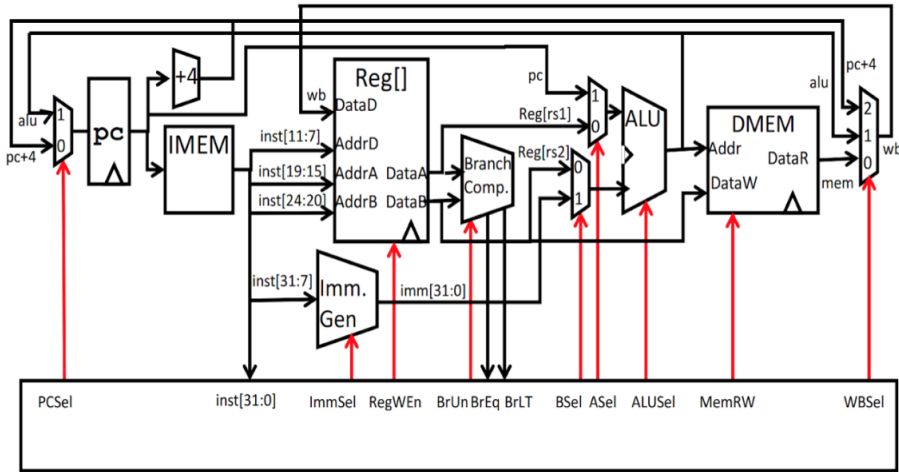 pc+4
+4
Reg[]
pc
alu
wb
DataD
1
0
pc
IMEM
inst[11:7]
AddrD
inst[19:15]
AddrA DataA
inst[24:20]
AddrB DataB
Branch
Comp.
Reg[rs1]
1
0
Reg[rs2]
0
1
ALU
DMEM
Addr
DataR
DataW
mem
alu
pc+4
2
1
0
wb
inst[31:7]
Imm.
Gen
imm[31:0]
PCSel inst[31:0] ImmSel RegWEn BrUn BrEq BrLT BSel ASel ALUSel MemRW WBSel